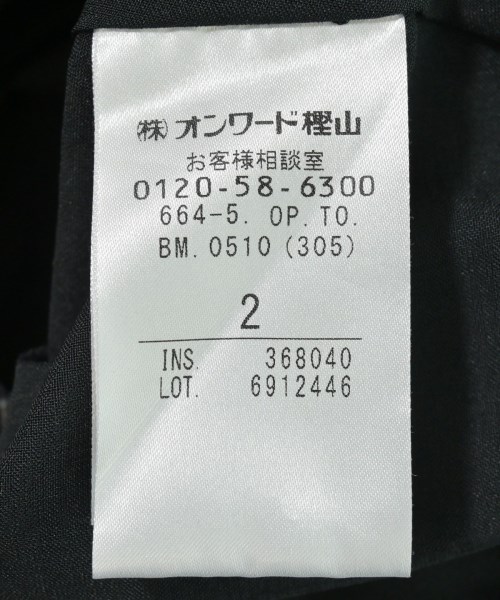 ㈱オンワード樫山
お客様相談室
0120-58-6300
664-5. OP. TO.
BM. 0510 (305)
2
INS. 368040
LOT. 6912446